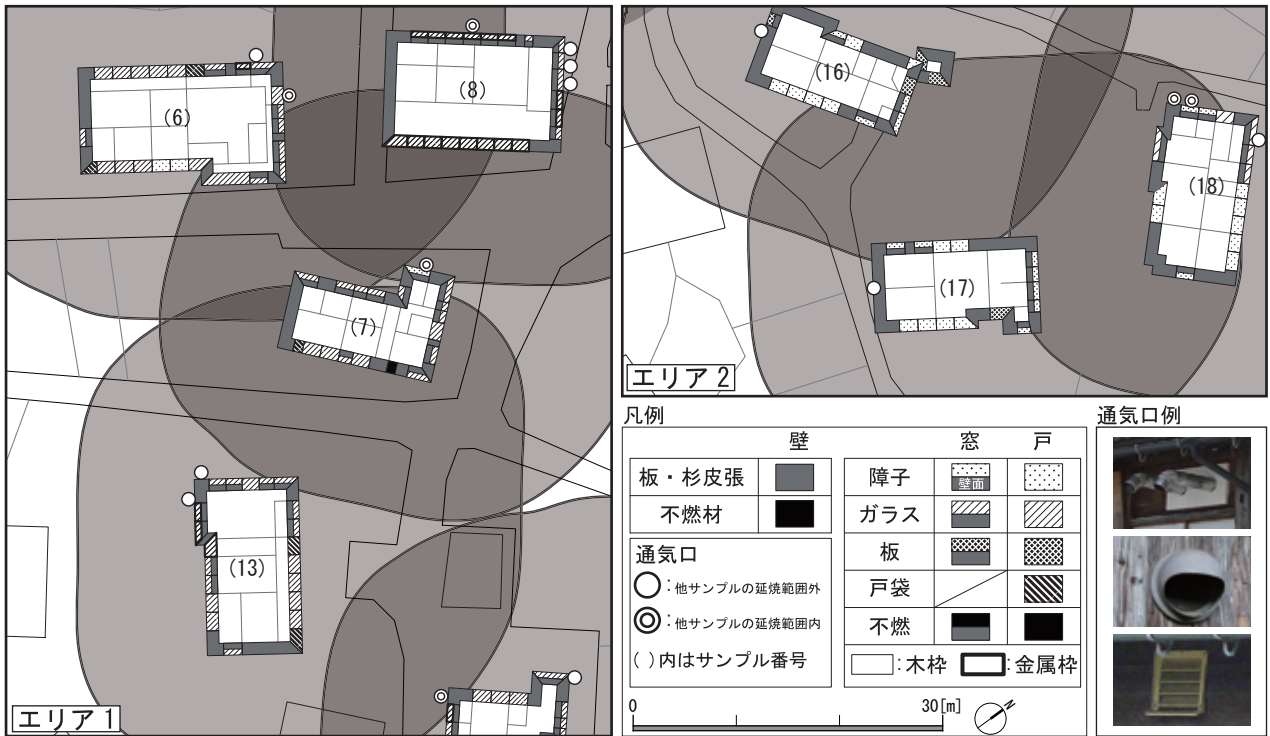 (6)
(8)
(7)
(13)
エリア1
(16)
(18)
(17)
エリア2
凡例
壁
板・杉皮張
不燃材
窓 戸
障子 壁面
ガラス
板
戸袋
不燃
□:木枠 □:金属枠
通気口
○:他サンプルの延焼範囲外
◎:他サンプルの延焼範囲内
( )内はサンプル番号
0 30[m]
N
通気口例